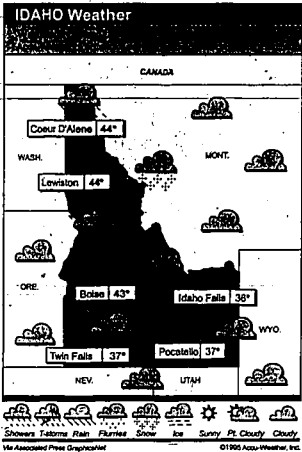 IDAHO Weather
CANADA
Coeur D'Alene 44°
WASH.
MONT.
Lewiston 44°
ORE.
Boise 43°
Idaho Falls 36°
WYO.
Twin Falls 37°
Pocatello 37°
NEV.
UTAH
Showers T-storms Rain Flurries Snow Ice Sunny Pt. Cloudy Cloudy
Via Associated Press GraphicsNet
©1995 Accu-Weather, Inc.